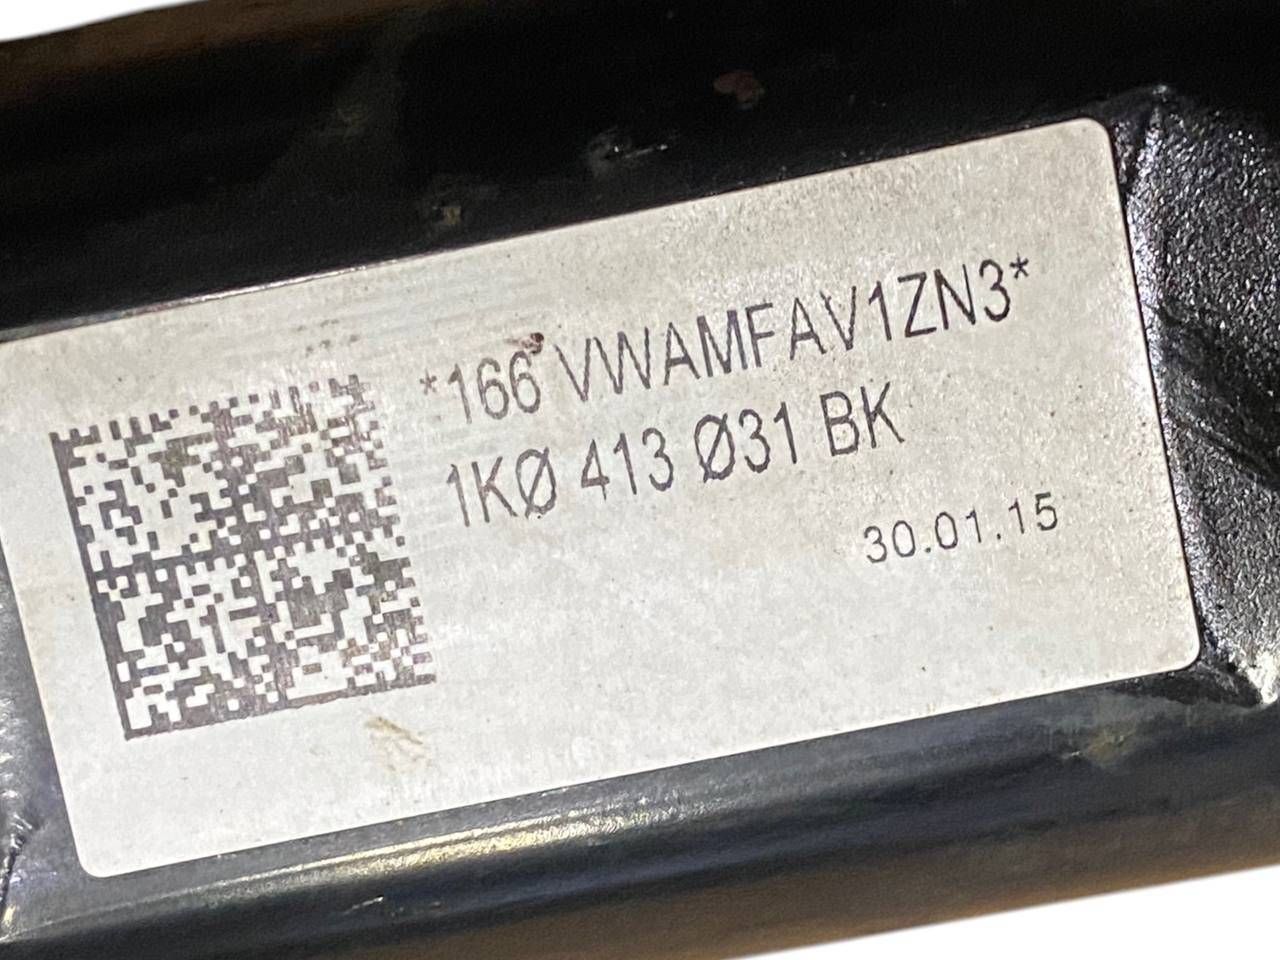 *166 VWAMFAV1ZN3*
1KØ 413 Ø31 BK
30.01.15